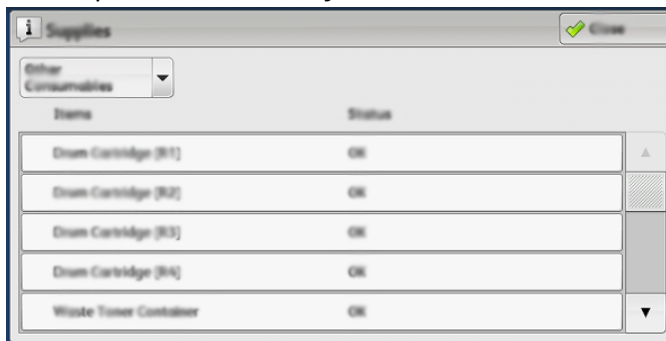 Supplies
Close
Other
Consumables
Items Status
Drum Cartridge [R1] OK
Drum Cartridge [R2] OK
Drum Cartridge [R3] OK
Drum Cartridge [R4] OK
Waste Toner Container OK